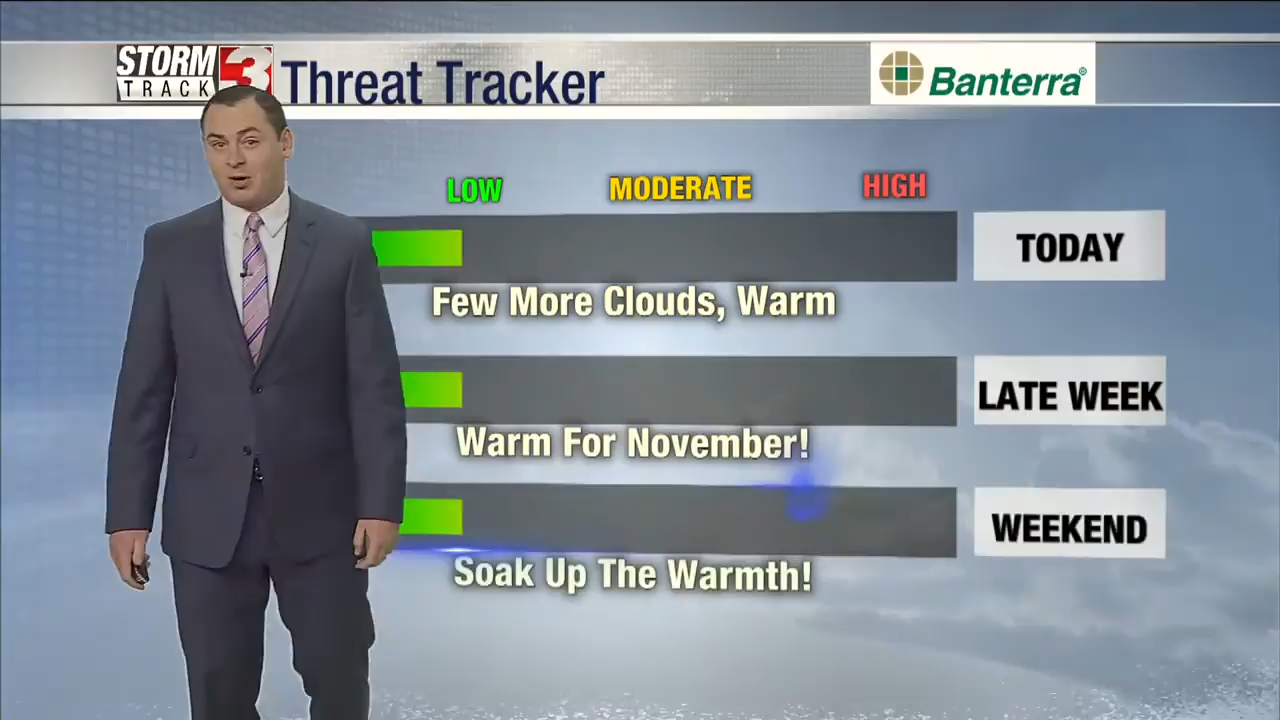 STORM
TRACK 3
Threat Tracker
Banterra®
LOW MODERATE HIGH
TODAY
Few More Clouds, Warm
LATE WEEK
Warm For November!
WEEKEND
Soak Up The Warmth!